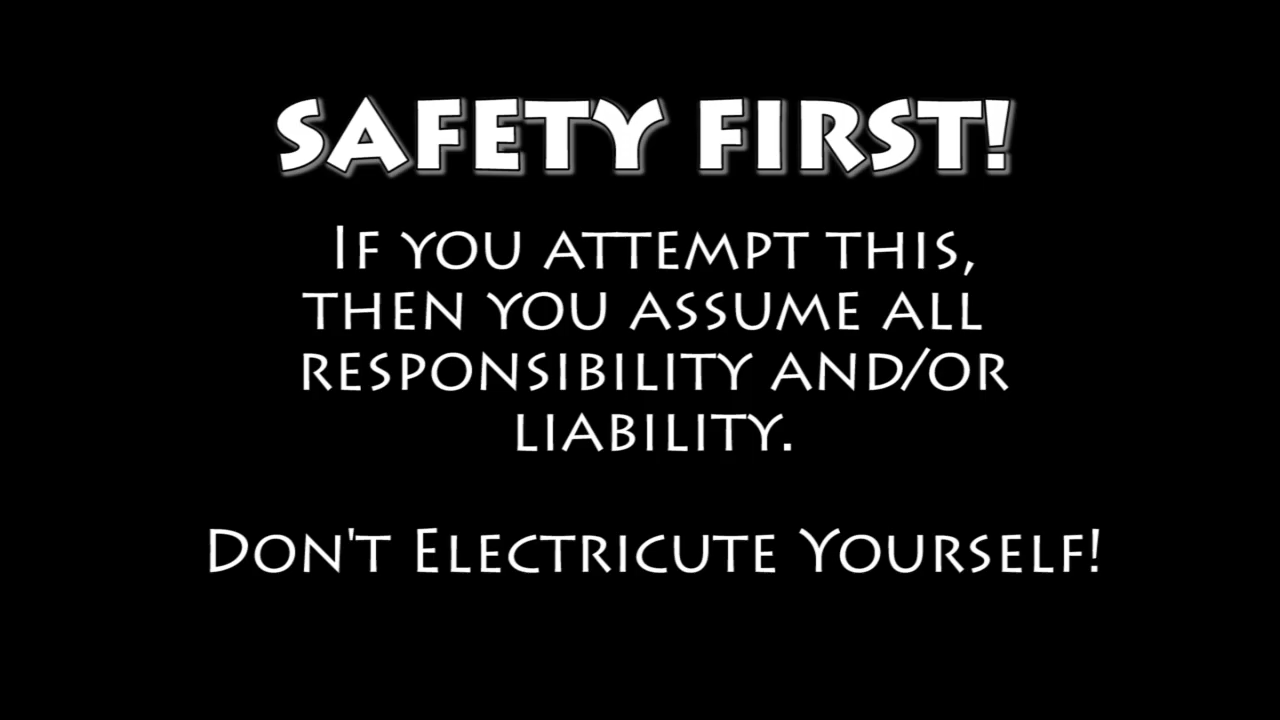 SAFETY FIRST!
If you attempt this,
then you assume all
responsibility and/or
liability.
Don't Electricute Yourself!